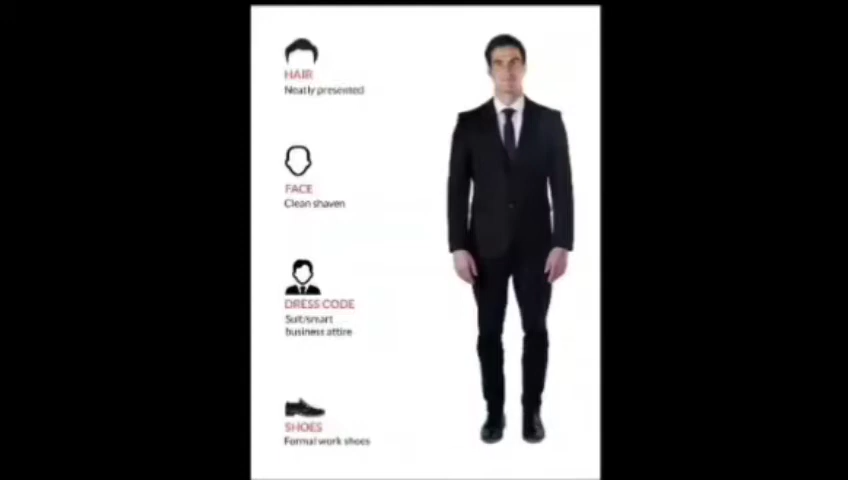 HAIR
Neatly presented
FACE
Clean shaven
DRESS CODE
Suit/smart
business attire
SHOES
Formal work shoes